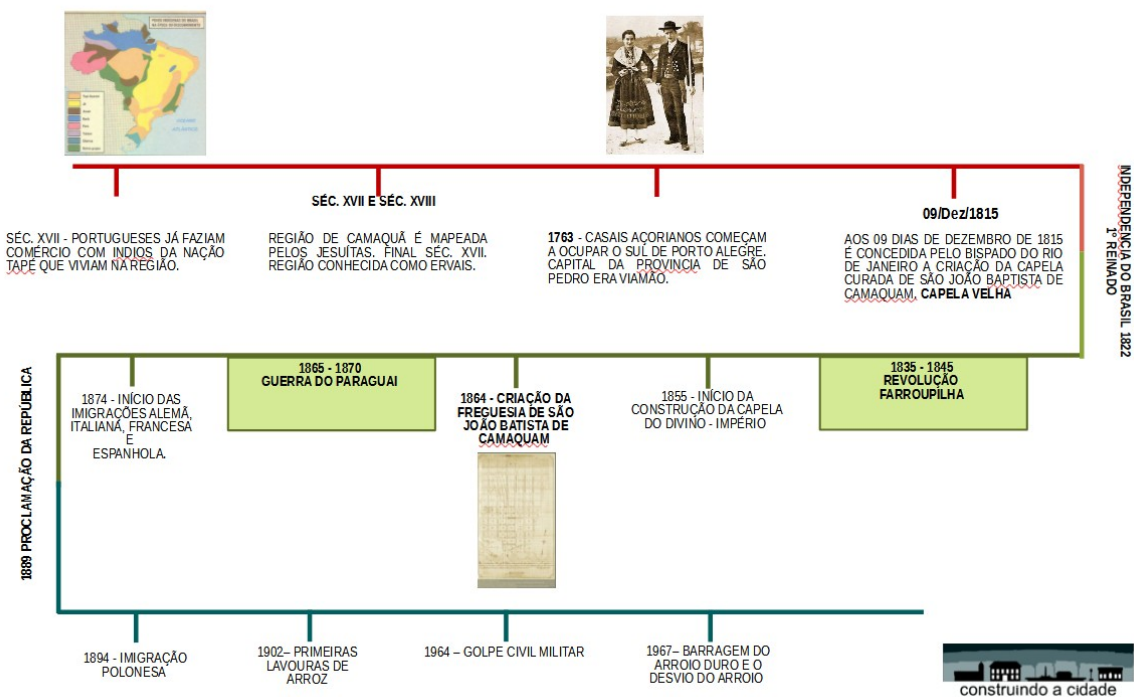 SÉC. XVII - PORTUGUESES JÁ FAZIAM
COMÉRCIO COM INDIOS DA NAÇÃO
TAPE QUE VIVIAM NA REGIÃO.
SÉC. XVII E SÉC. XVIII
REGIÃO DE CAMAQUÃ É MAPEADA
PELOS JESUÍTAS. FINAL SÉC. XVII.
REGIÃO CONHECIDA COMO ERVAIS.
1763 - CASAIS AÇORIANOS COMEÇAM
A OCUPAR O SUL DE PORTO ALEGRE.
CAPITAL DA PROVINCIA DE SÃO
PEDRO ERA VIAMÃO.
09/Dez/1815
AOS 09 DIAS DE DEZEMBRO DE 1815
É CONCEDIDA PELO BISPADO DO RIO
DE JANEIRO A CRIAÇÃO DA CAPELA
CURADA DE SÃO JOÃO BAPTISTA DE
CAMAQUAM. CAPELA VELHA
INDEPENDENCIA DO BRASIL 1822
1º REINADO
1835 - 1845
REVOLUÇÃO
FARROUPILHA
1855 - INÍCIO DA
CONSTRUÇÃO DA CAPELA
DO DIVINO - IMPÉRIO
1864 - CRIAÇÃO DA
FREGUESIA DE SÃO
JOÃO BATISTA DE
CAMAQUAM
1865 - 1870
GUERRA DO PARAGUAI
1874 - INÍCIO DAS
IMIGRAÇÕES ALEMÃ,
ITALIANA, FRANCESA
E
ESPANHOLA.
1889 PROCLAMAÇÃO DA REPÚBLICA
1894 - IMIGRAÇÃO
POLONESA
1902– PRIMEIRAS
LAVOURAS DE
ARROZ
1964 – GOLPE CIVIL MILITAR
1967– BARRAGEM DO
ARROIO DURO E O
DESVIO DO ARROIO
construindo a cidade